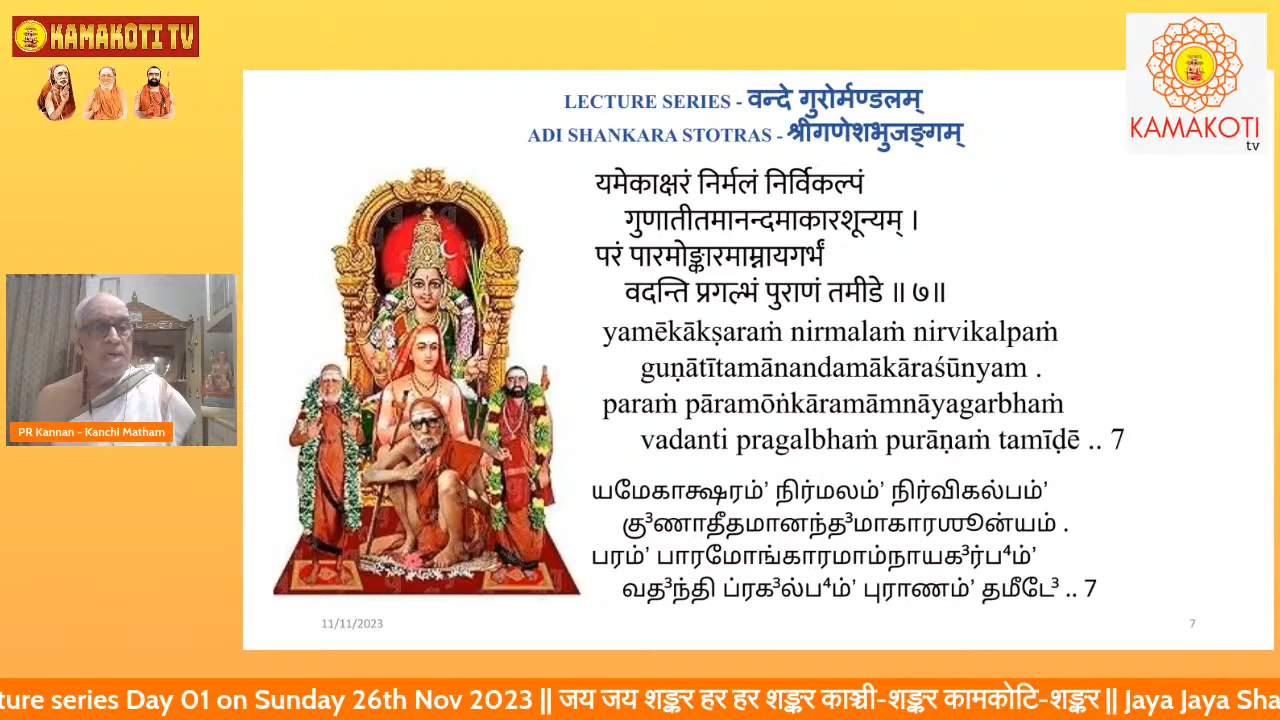 KAMAKOTI TV
KAMAKOTI
tv
LECTURE SERIES - वन्दे गुरोर्मण्डलम्
ADI SHANKARA STOTRAS - श्रीगणेशभुजङ्गम्
यमेकाक्षरं निर्मलं निर्विकल्पं
गुणातीतमानन्दमाकारशून्यम् ।
परं पारमोङ्कारमाम्नायगर्भं
वदन्ति प्रगल्भं पुराणं तमीडे ॥ ७॥
yamēkākṣaraṁ nirmalaṁ nirvikalpaṁ
guṇātītamānandamākāraśūnyam .
paraṁ pāramōṅkāramāmnāyagarbhaṁ
vadanti pragalbhaṁ purāṇaṁ tamīḍē .. 7
யமேகாக்ஷரம்ʼ நிர்மலம்ʼ நிர்விகல்பம்ʼ
கு³ணாதீதமானந்த³மாகாரஶூன்யம் .
பரம்ʼ பாரமோங்காரமாம்நாயக³ர்ப⁴ம்ʼ
வத³ந்தி ப்ரக³ல்ப⁴ம்ʼ புராணம்ʼ தமீடே³ .. 7
PR Kannan - Kanchi Matham
11/11/2023
7
ture series Day 01 on Sunday 26th Nov 2023 || जय जय शङ्कर हर हर शङ्कर काञ्ची-शङ्कर कामकोटि-शङ्कर || Jaya Jaya Sha